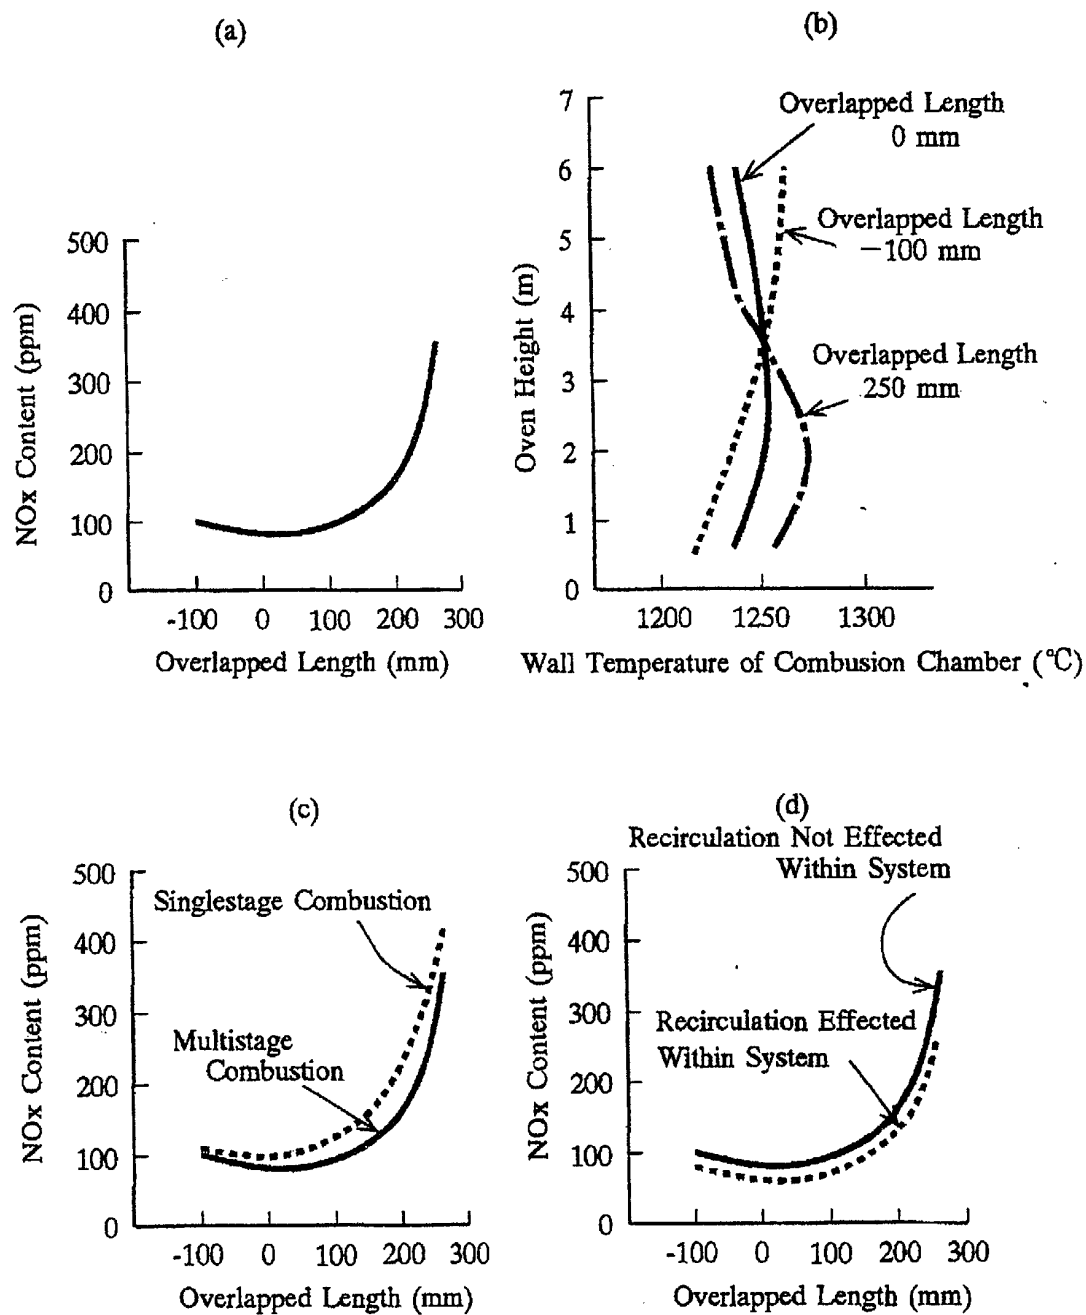 (a)
NOx Content (ppm)
500
400
300
200
100
0
-100 0 100 200 300
Overlapped Length (mm)
(b)
Oven Height (m)
7
6
5
4
3
2
1
0
Overlapped Length
0 mm
Overlapped Length
−100 mm
Overlapped Length
250 mm
1200 1250 1300
Wall Temperature of Combusion Chamber (°C)
(c)
NOx Content (ppm)
500
400
300
200
100
0
Singlestage Combustion
Multistage
Combustion
-100 0 100 200 300
Overlapped Length (mm)
(d)
Recirculation Not Effected
Within System
NOx Content (ppm)
500
400
300
200
100
0
Recirculation Effected
Within System
-100 0 100 200 300
Overlapped Length (mm)